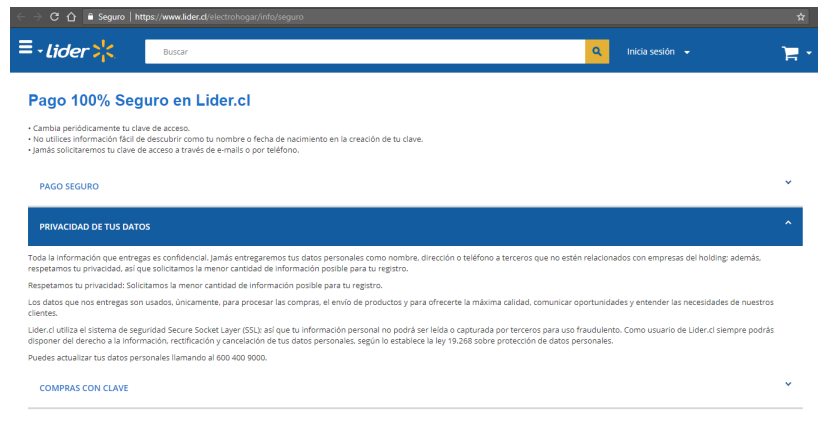 Seguro | https://www.lider.cl/electrohogar/info/seguro
lider
Buscar
Inicia sesión
Pago 100% Seguro en Lider.cl
• Cambia periódicamente tu clave de acceso.
• No utilices información fácil de descubrir como tu nombre o fecha de nacimiento en la creación de tu clave.
• Jamás solicitaremos tu clave de acceso a través de e-mails o por teléfono.
PAGO SEGURO
PRIVACIDAD DE TUS DATOS
Toda la información que entregas es confidencial. Jamás entregaremos tus datos personales como nombre, dirección o teléfono a terceros que no estén relacionados con empresas del holding; además,
respetamos tu privacidad, así que solicitamos la menor cantidad de información posible para tu registro.
Respetamos tu privacidad: Solicitamos la menor cantidad de información posible para tu registro.
Los datos que nos entregas son usados, únicamente, para procesar las compras, el envío de productos y para ofrecerte la máxima calidad, comunicar oportunidades y entender las necesidades de nuestros
clientes.
Lider.cl utiliza el sistema de seguridad Secure Socket Layer (SSL); así que tu información personal no podrá ser leída o capturada por terceros para uso fraudulento. Como usuario de Lider.cl siempre podrás
disponer del derecho a la información, rectificación y cancelación de tus datos personales, según lo establece la ley 19.268 sobre protección de datos personales.
Puedes actualizar tus datos personales llamando al 600 400 9000.
COMPRAS CON CLAVE